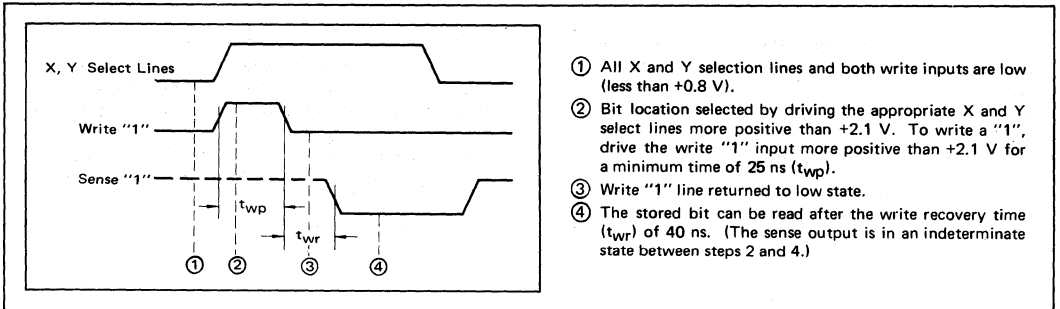 X, Y Select Lines
Write "1"
Sense "1"
twp
twr
① ② ③ ④
① All X and Y selection lines and both write inputs are low
(less than +0.8 V).
② Bit location selected by driving the appropriate X and Y
select lines more positive than +2.1 V. To write a "1",
drive the write "1" input more positive than +2.1 V for
a minimum time of 25 ns (twp).
③ Write "1" line returned to low state.
④ The stored bit can be read after the write recovery time
(twr) of 40 ns. (The sense output is in an indeterminate
state between steps 2 and 4.)